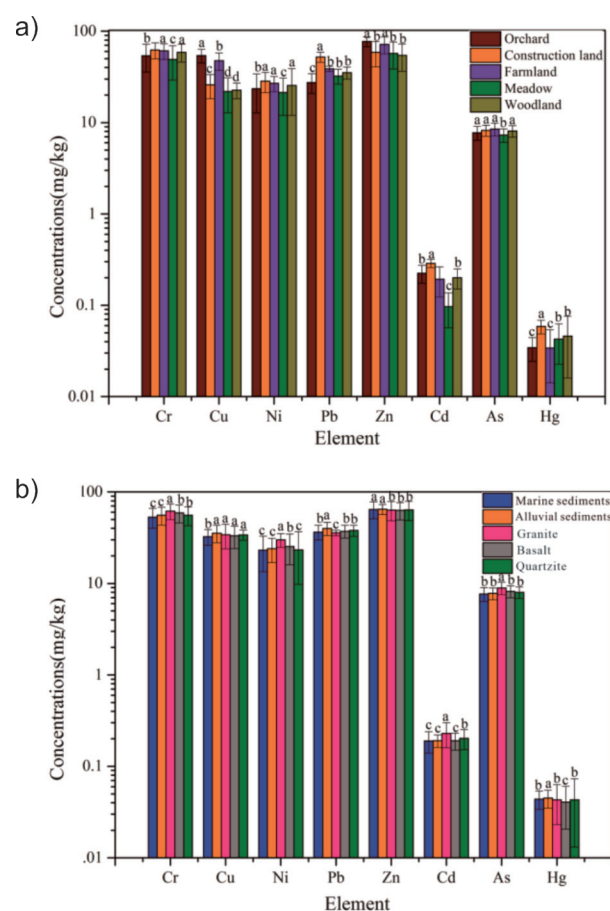 a)
100
10
1
0.1
0.01
Concentrations(mg/kg)
Orchard
Construction land
Farmland
Meadow
Woodland
a c b d d
c a b b b
a b a b b
a a a b a
c a c b b
Cr Cu Ni Pb Zn Cd As Hg
Element
b)
100
10
1
0.1
.01
Concentrations(mg/kg)
Marine sediments
Alluvial sediments
Granite
Basalt
Quartzite
c c a b b
b a a a a
c c a b c
b a c b b
a a b b b
c c a c b
b b a b b
b a b c b
Cr Cu Ni Pb Zn Cd As Hg
Element